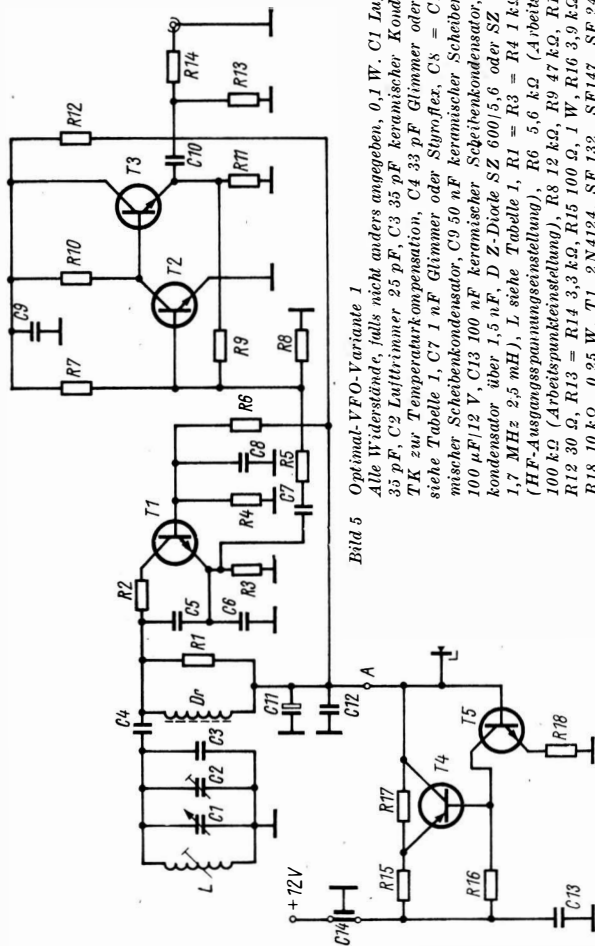 Bild 5 Optimal-VFO-Variante 1
Alle Widerstände, falls nicht anders angegeben, 0,1 W. C1
35 pF, C2 Lufttrimmer 25 pF, C3 35 pF keramischer
TK zur Temperaturkompensation, C4 33 pF Glimmer oder
siehe Tabelle 1, C7 1 nF Glimmer oder Styroflex, C8 =
mischer Scheibenkondensator, C9 50 nF keramischer
100 µF/12 V, C13 100 nF keramischer Scheibenkondensator,
kondensator über 1,5 nF, D Z-Diode SZ 600/5,6 oder SZ
1,7 MHz 2,5 mH), L siehe Tabelle 1, R1 = R3 = R4 1 kΩ
(HF-Ausgangsspannungseinstellung), R6 5,6 kΩ
100 kΩ (Arbeitspunkteinstellung), R8 12 kΩ, R9 47 kΩ,
R12 30 Ω, R13 = R14 3,3 kΩ, R15 100 Ω, 1 W, R16 3,9 kΩ
R18 10 kΩ, 0,25 W, T1 2N4124, SF 132, SF147,
R14
R13
R12
C10
R11
T3
R10
T2
C9
R7
R9
R8
R6
C8
R5
C7
T1
R4
R2
R3
C5
C6
R1
C4
Dr
C11
C12
A
C3
C2
C1
L
T5
R18
T4
R17
R15
R16
+12V
C14
C13